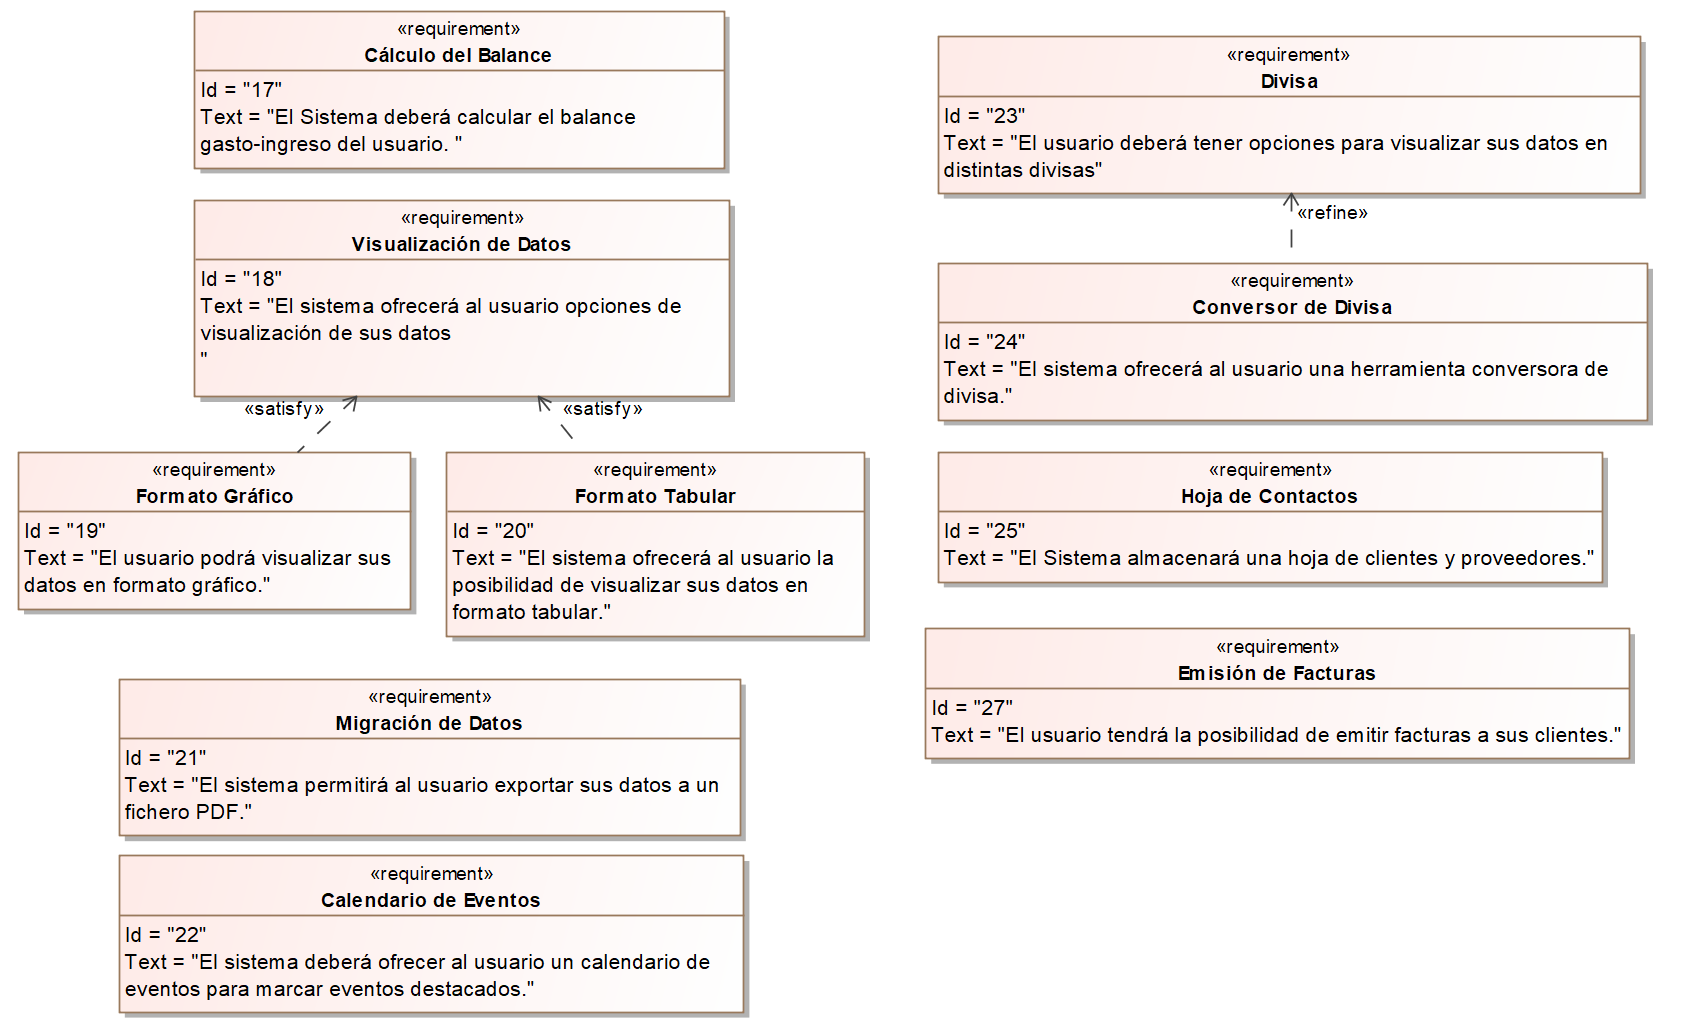 «requirement»
Cálculo del Balance
Id = "17"
Text = "El Sistema deberá calcular el balance
gasto-ingreso del usuario. "
«requirement»
Visualización de Datos
Id = "18"
Text = "El sistema ofrecerá al usuario opciones de
visualización de sus datos
"
«satisfy»
«satisfy»
«requirement»
Formato Gráfico
Id = "19"
Text = "El usuario podrá visualizar sus
datos en formato gráfico."
«requirement»
Formato Tabular
Id = "20"
Text = "El sistema ofrecerá al usuario la
posibilidad de visualizar sus datos en
formato tabular."
«requirement»
Migración de Datos
Id = "21"
Text = "El sistema permitirá al usuario exportar sus datos a un
fichero PDF."
«requirement»
Calendario de Eventos
Id = "22"
Text = "El sistema deberá ofrecer al usuario un calendario de
eventos para marcar eventos destacados."
«requirement»
Divisa
Id = "23"
Text = "El usuario deberá tener opciones para visualizar sus datos en
distintas divisas"
«refine»
«requirement»
Conversor de Divisa
Id = "24"
Text = "El sistema ofrecerá al usuario una herramienta conversora de
divisa."
«requirement»
Hoja de Contactos
Id = "25"
Text = "El Sistema almacenará una hoja de clientes y proveedores."
«requirement»
Emisión de Facturas
Id = "27"
Text = "El usuario tendrá la posibilidad de emitir facturas a sus clientes."